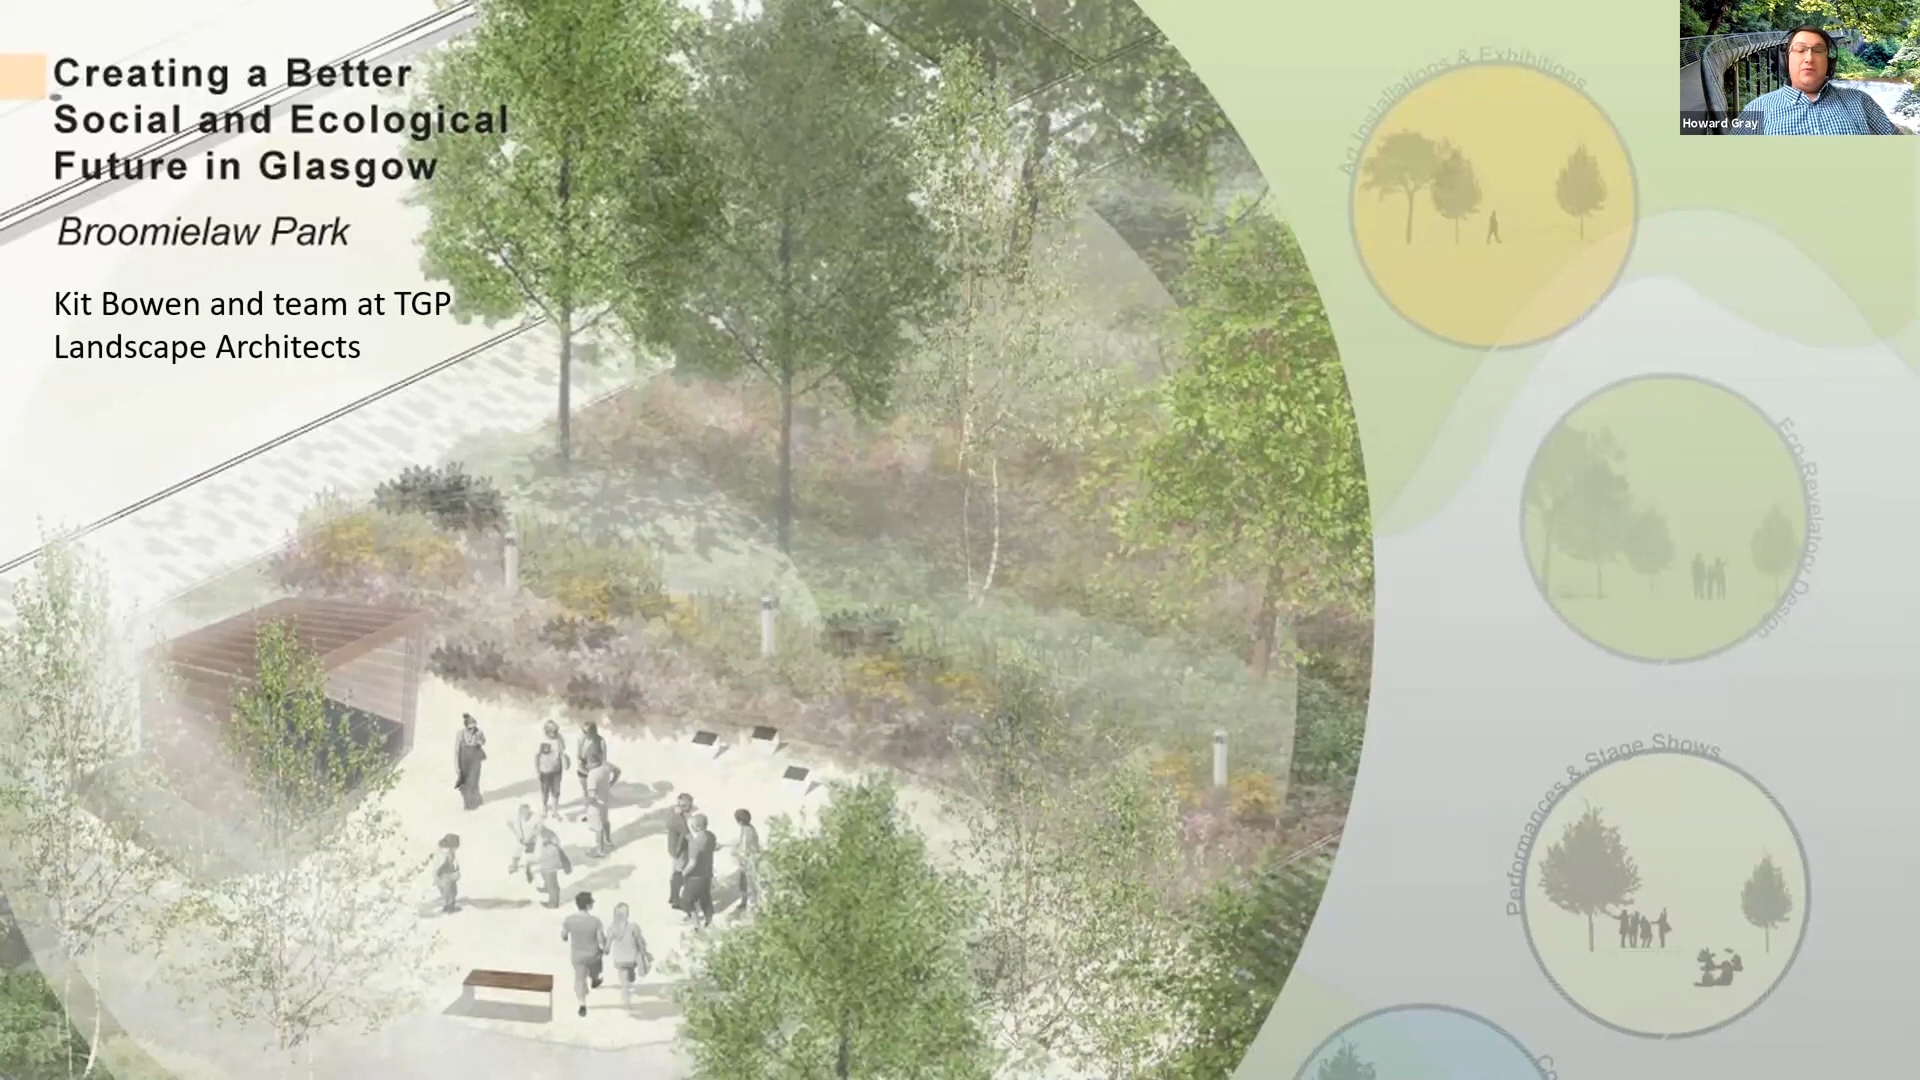 Creating a Better
Social and Ecological
Future in Glasgow
Broomielaw Park
Kit Bowen and team at TGP
Landscape Architects
Howard Gray
Art Installations & Exhibitions
Eco-Revelatory Design
Performances & Stage Shows